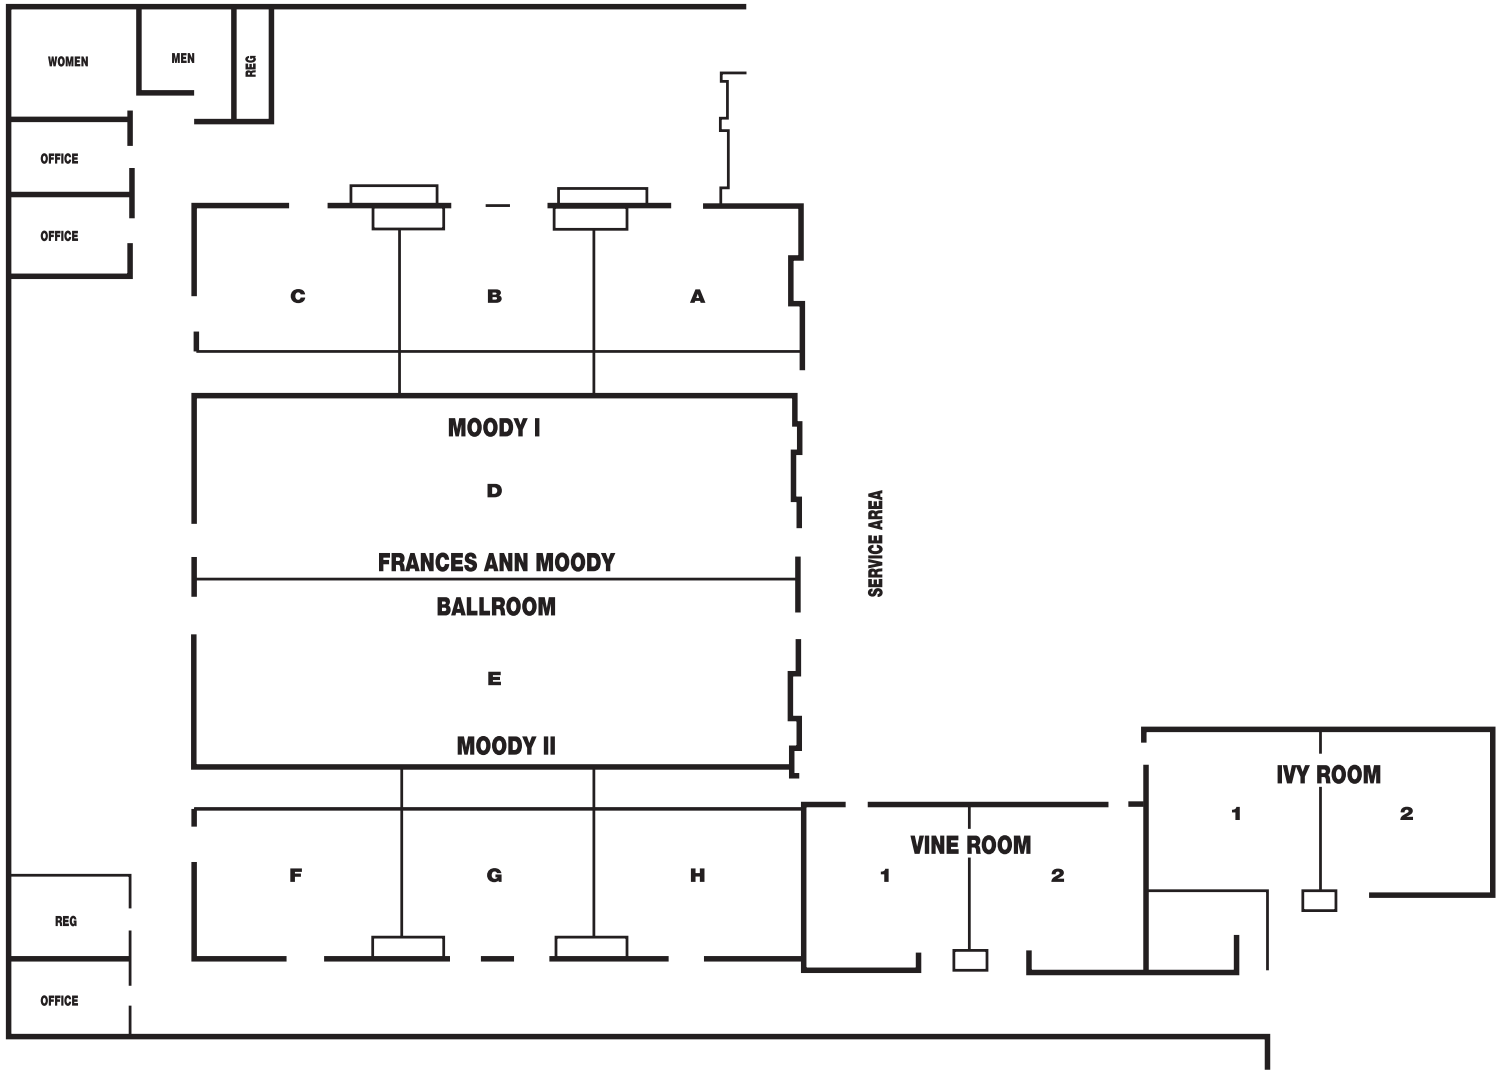 WOMEN
MEN
REG
OFFICE
OFFICE
C
B
A
MOODY I
D
FRANCES ANN MOODY
BALLROOM
SERVICE AREA
E
MOODY II
IVY ROOM
1
2
VINE ROOM
1
2
F
G
H
REG
OFFICE